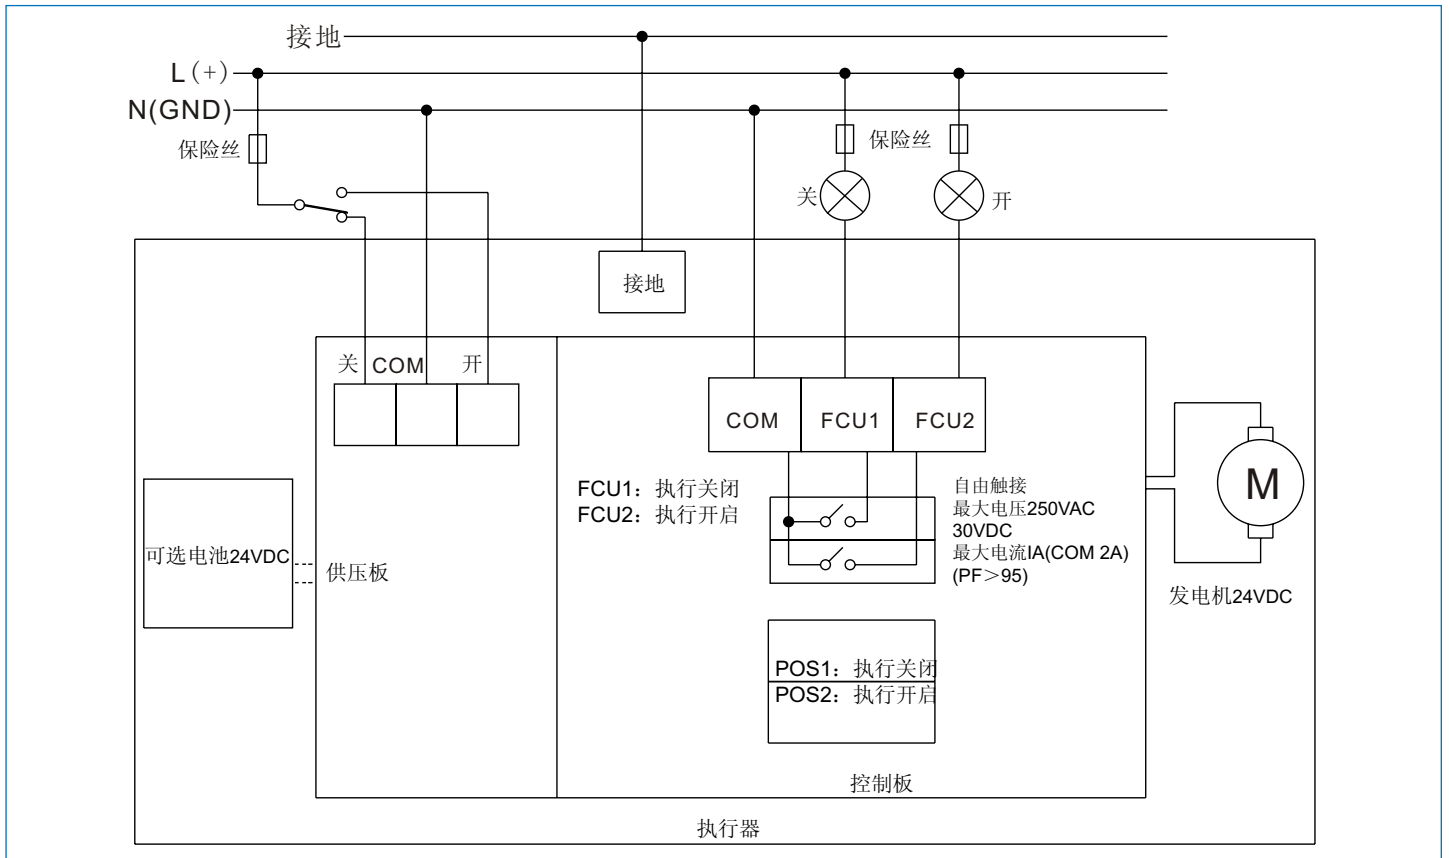 接地
L(+)
N(GND)
保险丝
保险丝
关
开
接地
关 COM 开
COM FCU1 FCU2
FCU1：执行关闭
FCU2：执行开启
自由触接
最大电压250VAC
30VDC
最大电流IA(COM 2A)
(PF＞95)
M
发电机24VDC
可选电池24VDC
供压板
POS1：执行关闭
POS2：执行开启
控制板
执行器